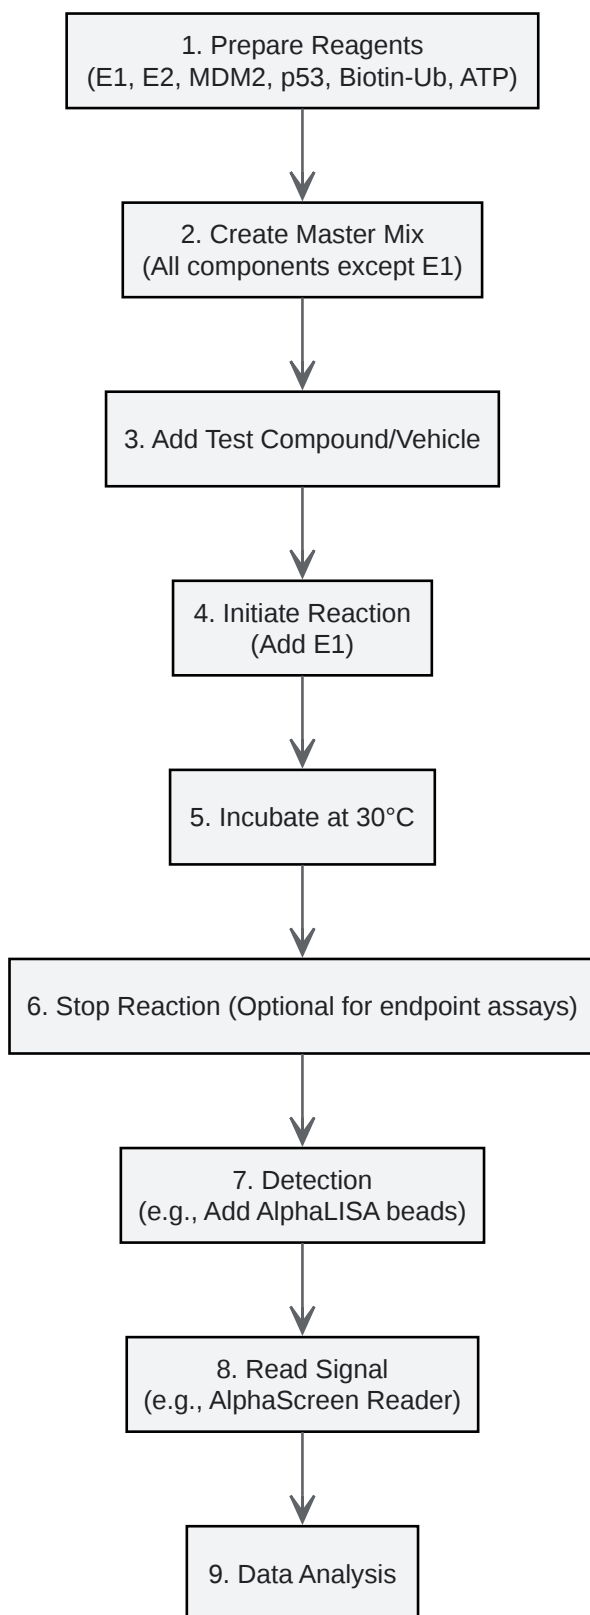 1. Prepare Reagents
(E1, E2, MDM2, p53, Biotin-Ub, ATP)
2. Create Master Mix
(All components except E1)
3. Add Test Compound/Vehicle
4. Initiate Reaction
(Add E1)
5. Incubate at 30°C
6. Stop Reaction (Optional for endpoint assays)
7. Detection
(e.g., Add AlphaLISA beads)
8. Read Signal
(e.g., AlphaScreen Reader)
9. Data Analysis